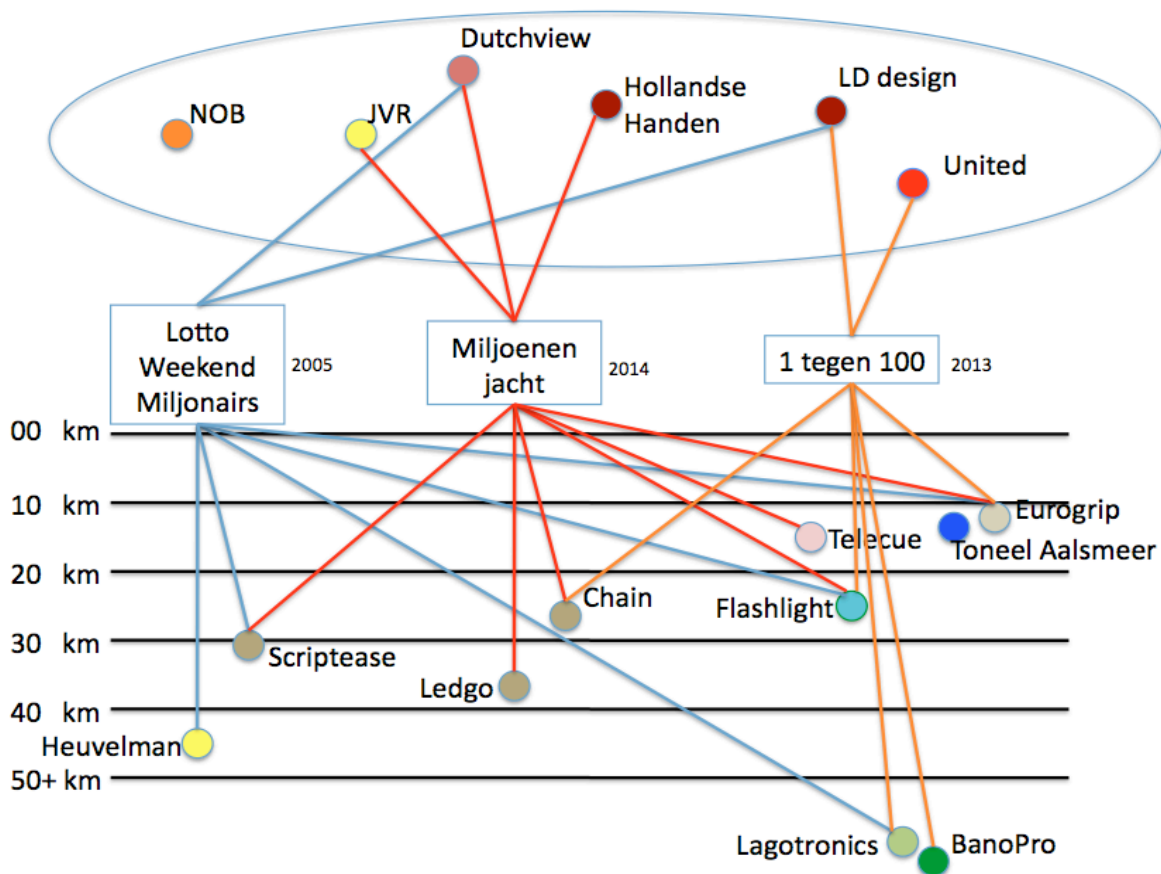 Dutchview
NOB
JVR
Hollandse
Handen
LD design
United
Lotto
Weekend
Miljonairs
2005
Miljoenen
jacht
2014
1 tegen 100
2013
00 km
10 km
Eurogrip
Telecue
Toneel Aalsmeer
20 km
Chain
Flashlight
30 km
Scriptease
Ledgo
40 km
Heuvelman
50+ km
Lagotronics
BanoPro